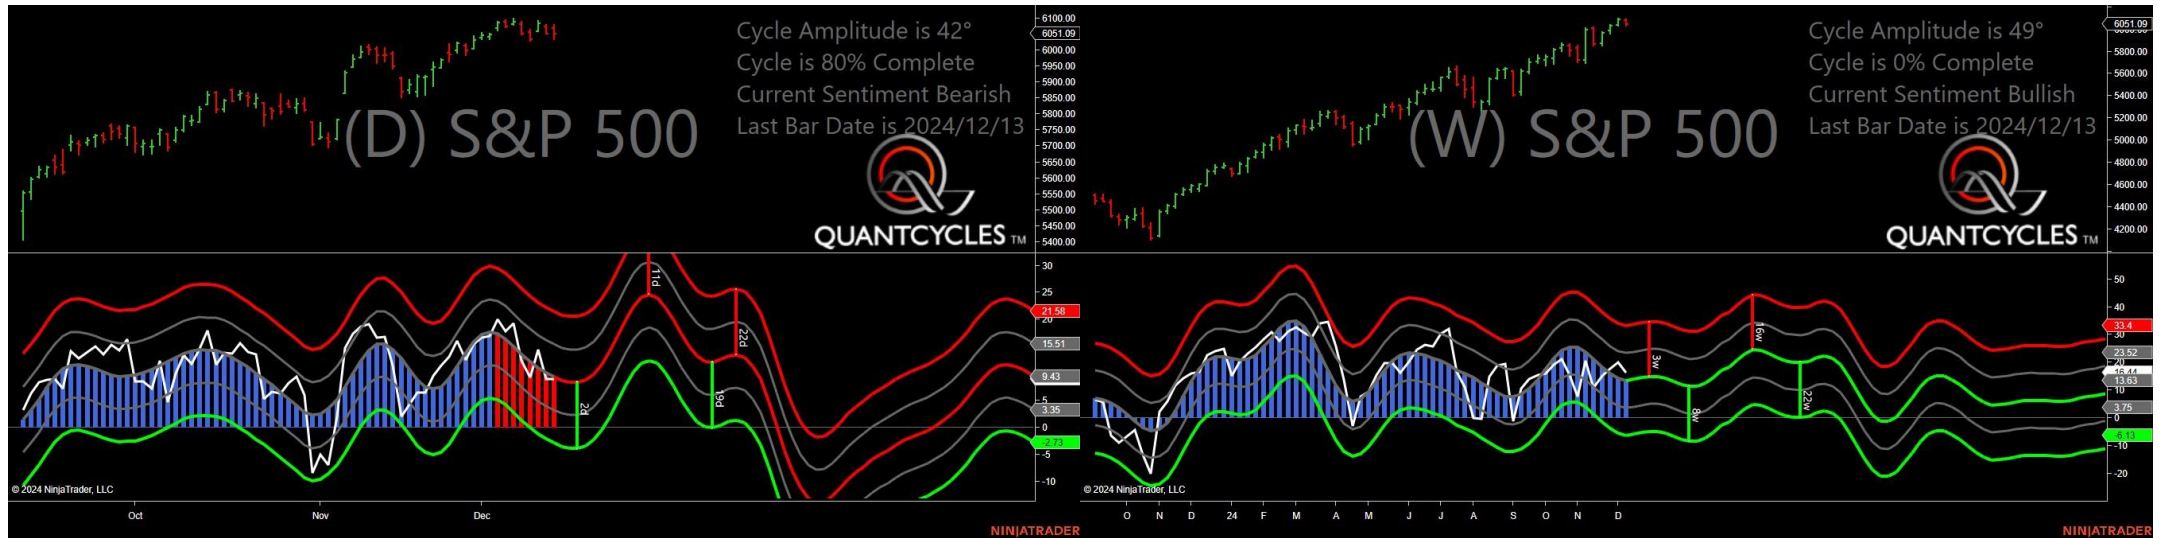 Cycle Amplitude is 42°
Cycle is 80% Complete
Current Sentiment Bearish
Last Bar Date is 2024/12/13
(D) S&P 500
QUANTCYCLES TM
6100.00
6051.09
6000.00
5950.00
5900.00
5850.00
5800.00
5750.00
5700.00
5650.00
5600.00
5550.00
5500.00
5450.00
5400.00
11d
22d
2d
19d
30
25
21.58
20
15.51
9.43
5
3.35
0
-2.73
-5
-10
© 2024 NinjaTrader, LLC
Oct Nov Dec
NINJATRADER
Cycle Amplitude is 49°
Cycle is 0% Complete
Current Sentiment Bullish
Last Bar Date is 2024/12/13
(W) S&P 500
QUANTCYCLES TM
6051.09
6000.00
5800.00
5600.00
5400.00
5200.00
5000.00
4800.00
4600.00
4400.00
4200.00
3w
16w
8w
22w
50
40
33.4
30
23.52
20
16.44
13.63
10
3.75
0
-6.13
-10
-20
© 2024 NinjaTrader, LLC
O N D 24 F M A M J J A S O N D
NINJATRADER